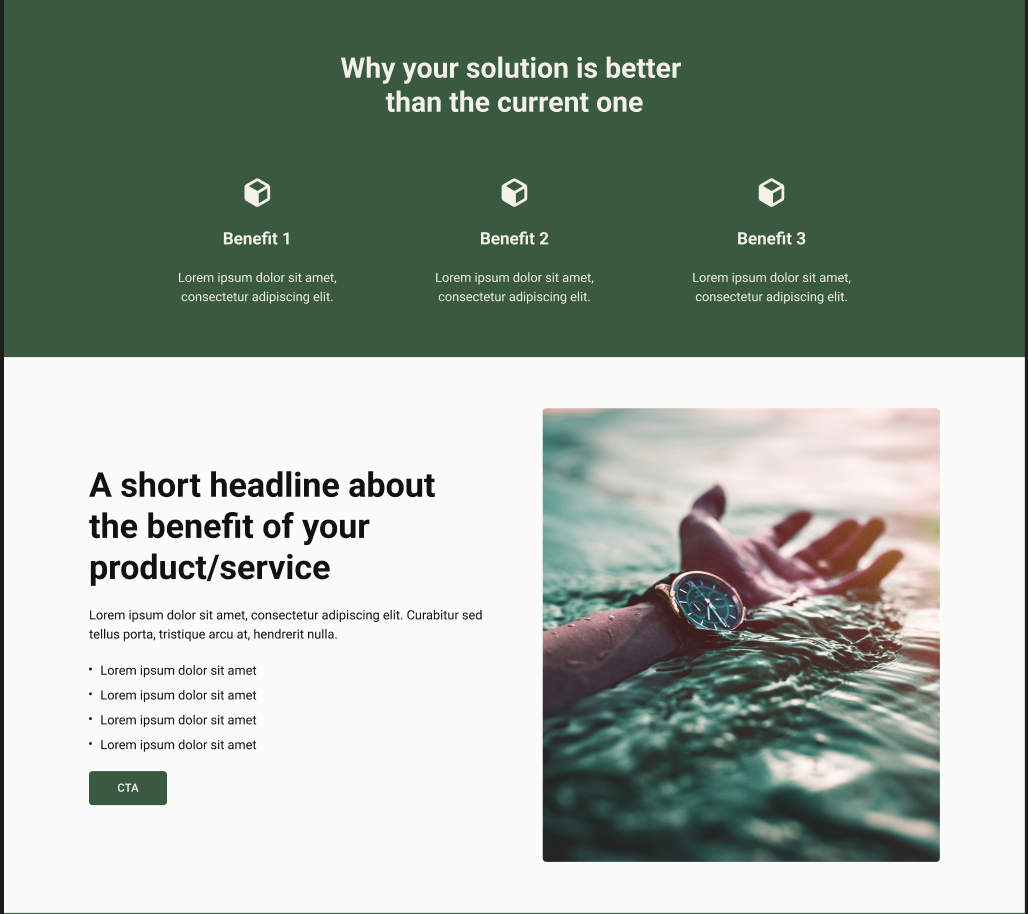 Why your solution is better
than the current one
Benefit 1
Lorem ipsum dolor sit amet,
consectetur adipiscing elit.
Benefit 2
Lorem ipsum dolor sit amet,
consectetur adipiscing elit.
Benefit 3
Lorem ipsum dolor sit amet,
consectetur adipiscing elit.
A short headline about
the benefit of your
product/service
Lorem ipsum dolor sit amet, consectetur adipiscing elit. Curabitur sed
tellus porta, tristique arcu at, hendrerit nulla.
• Lorem ipsum dolor sit amet
• Lorem ipsum dolor sit amet
• Lorem ipsum dolor sit amet
• Lorem ipsum dolor sit amet
CTA